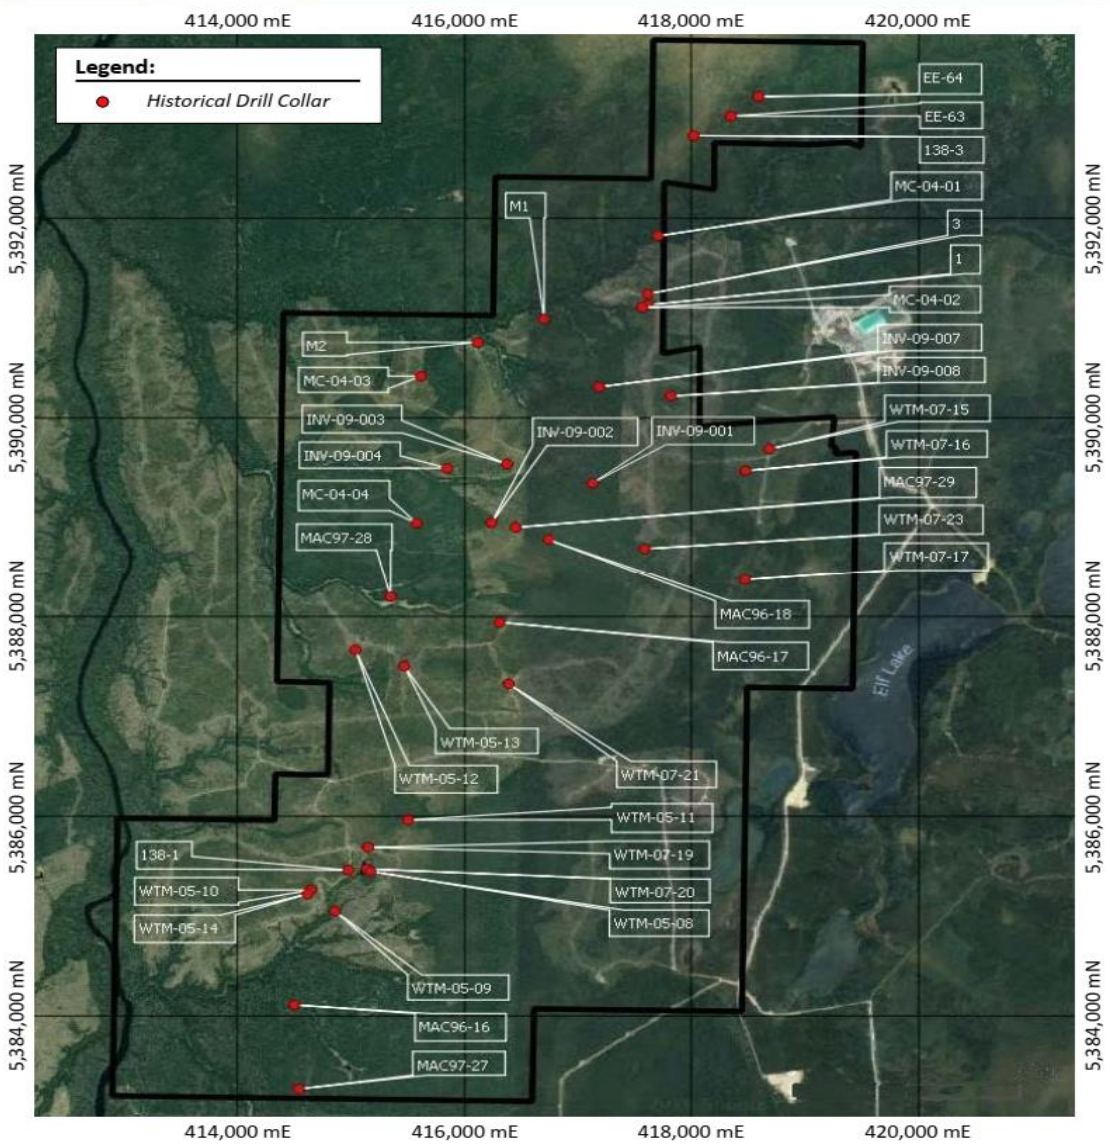 414,000 mE
416,000 mE
418,000 mE
420,000 mE
Legend:
Historical Drill Collar
EE-64
EE-63
138-3
MC-04-01
M1
3
1
MC-04-02
M2
INV-09-007
MC-04-03
INV-09-008
WTM-07-15
INV-09-003
INV-09-002
INV-09-001
WTM-07-16
INV-09-004
MAC97-29
MC-04-04
WTM-07-23
MAC97-28
WTM-07-17
MAC96-18
MAC96-17
Elf Lake
WTM-05-13
WTM-05-12
WTM-07-21
WTM-05-11
138-1
WTM-07-19
WTM-05-10
WTM-07-20
WTM-05-14
WTM-05-08
WTM-05-09
MAC96-16
MAC97-27
5,392,000 mN
5,390,000 mN
5,388,000 mN
5,386,000 mN
5,384,000 mN
5,392,000 mN
5,390,000 mN
5,388,000 mN
5,386,000 mN
5,384,000 mN
414,000 mE
416,000 mE
418,000 mE
420,000 mE